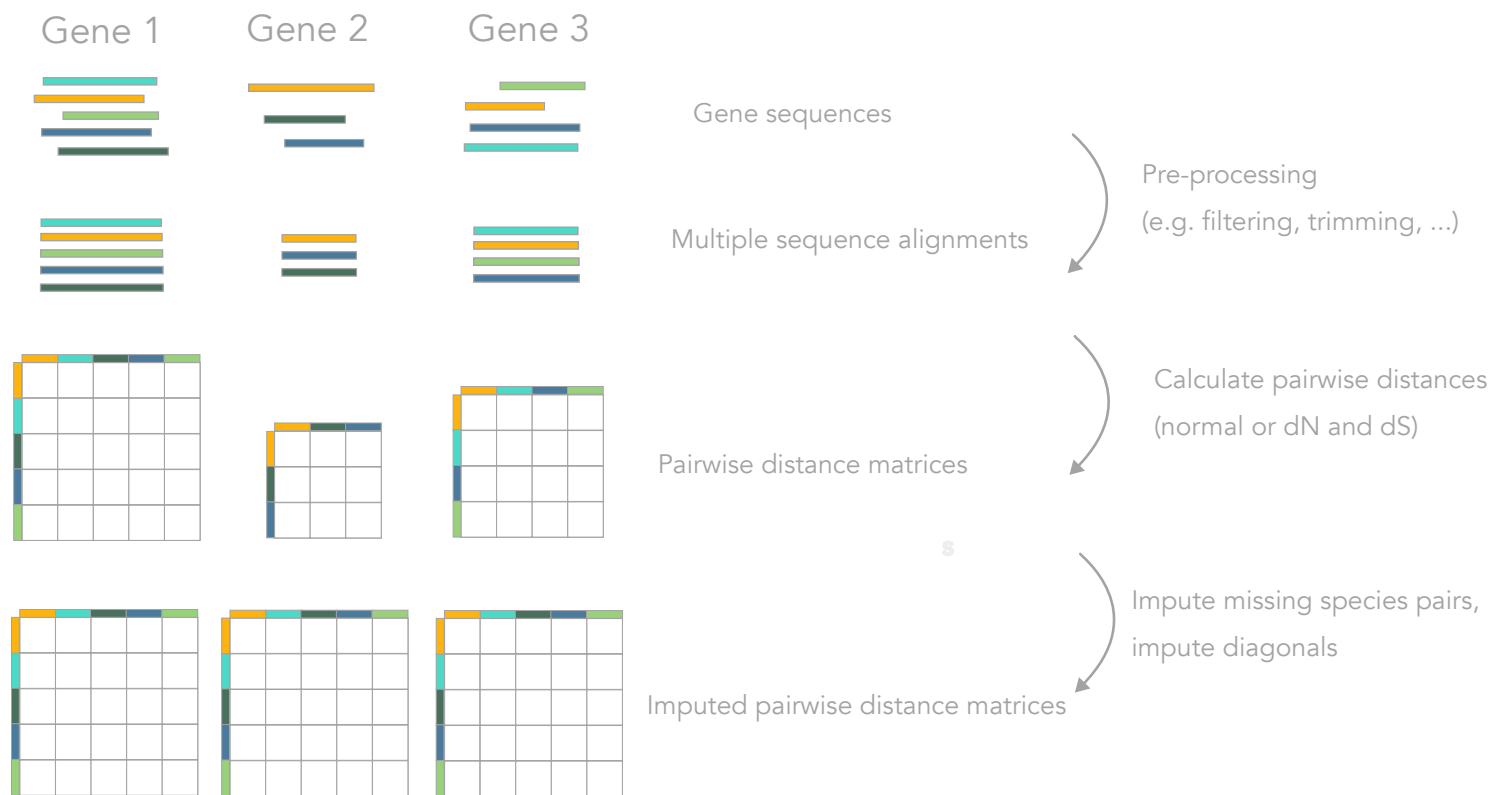 Gene 1
Gene 2
Gene 3
Gene sequences
Pre-processing
(e.g. filtering, trimming, ...)
Multiple sequence alignments
Calculate pairwise distances
(normal or dN and dS)
Pairwise distance matrices
s
Impute missing species pairs,
impute diagonals
Imputed pairwise distance matrices